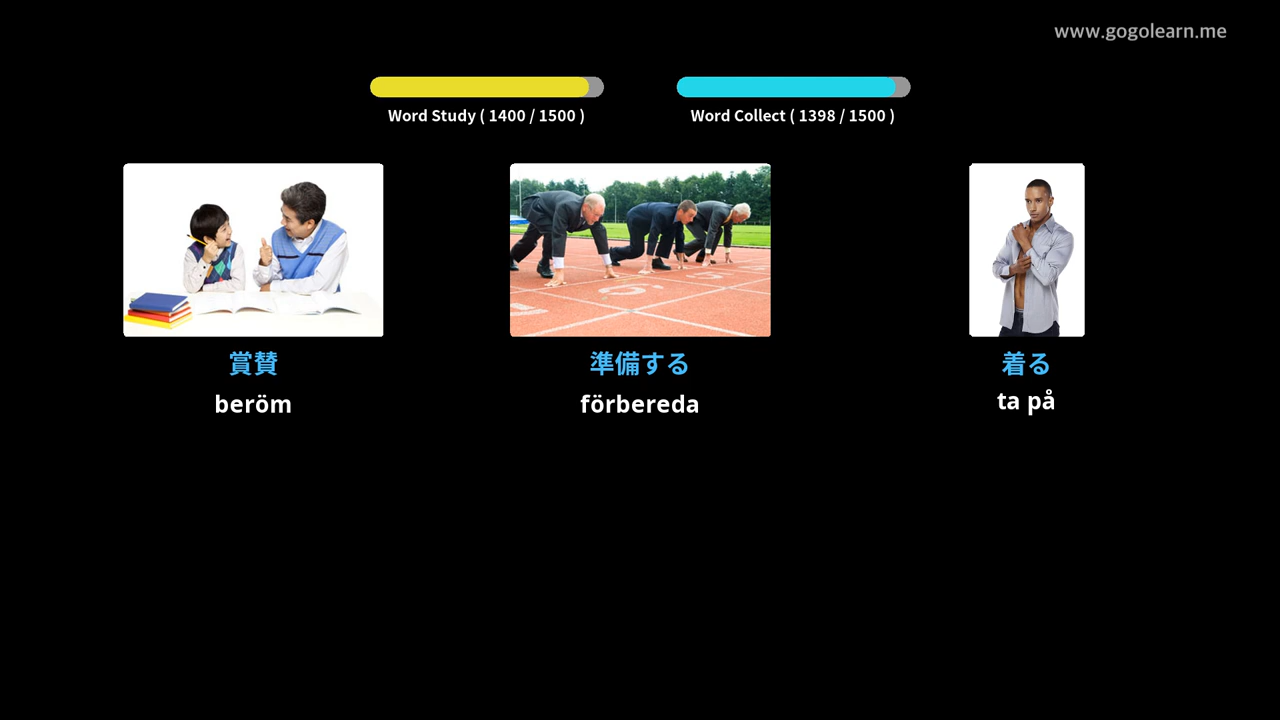 www.gogolearn.me
Word Study ( 1400 / 1500 )
Word Collect ( 1398 / 1500 )
賞賛
準備する
着る
beröm
förbereda
ta på